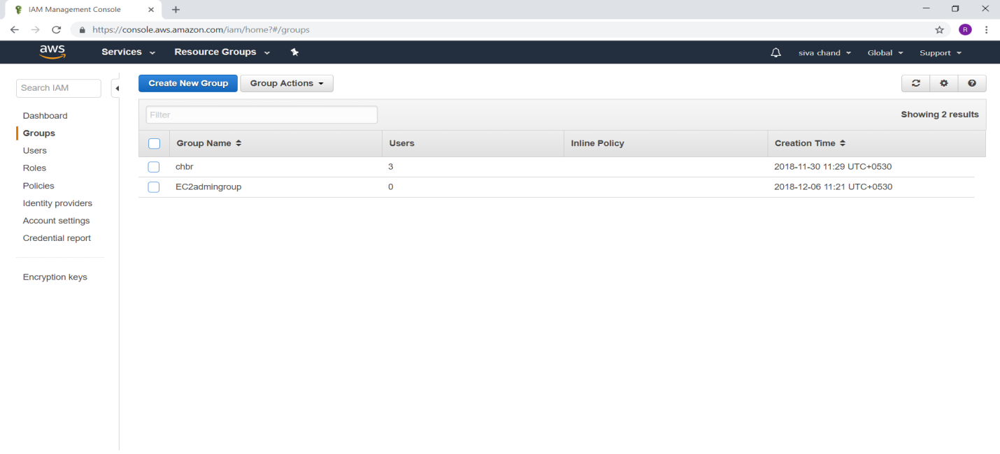 IAM Management Console
https://console.aws.amazon.com/iam/home?#/groups
R
aws Services Resource Groups siva chand Global Support
Search IAM
Dashboard
Groups
Users
Roles
Policies
Identity providers
Account settings
Credential report
Encryption keys
Create New Group Group Actions
Filter Showing 2 results
Group Name Users Inline Policy Creation Time
chbr 3 2018-11-30 11:29 UTC+0530
EC2admingroup 0 2018-12-06 11:21 UTC+0530